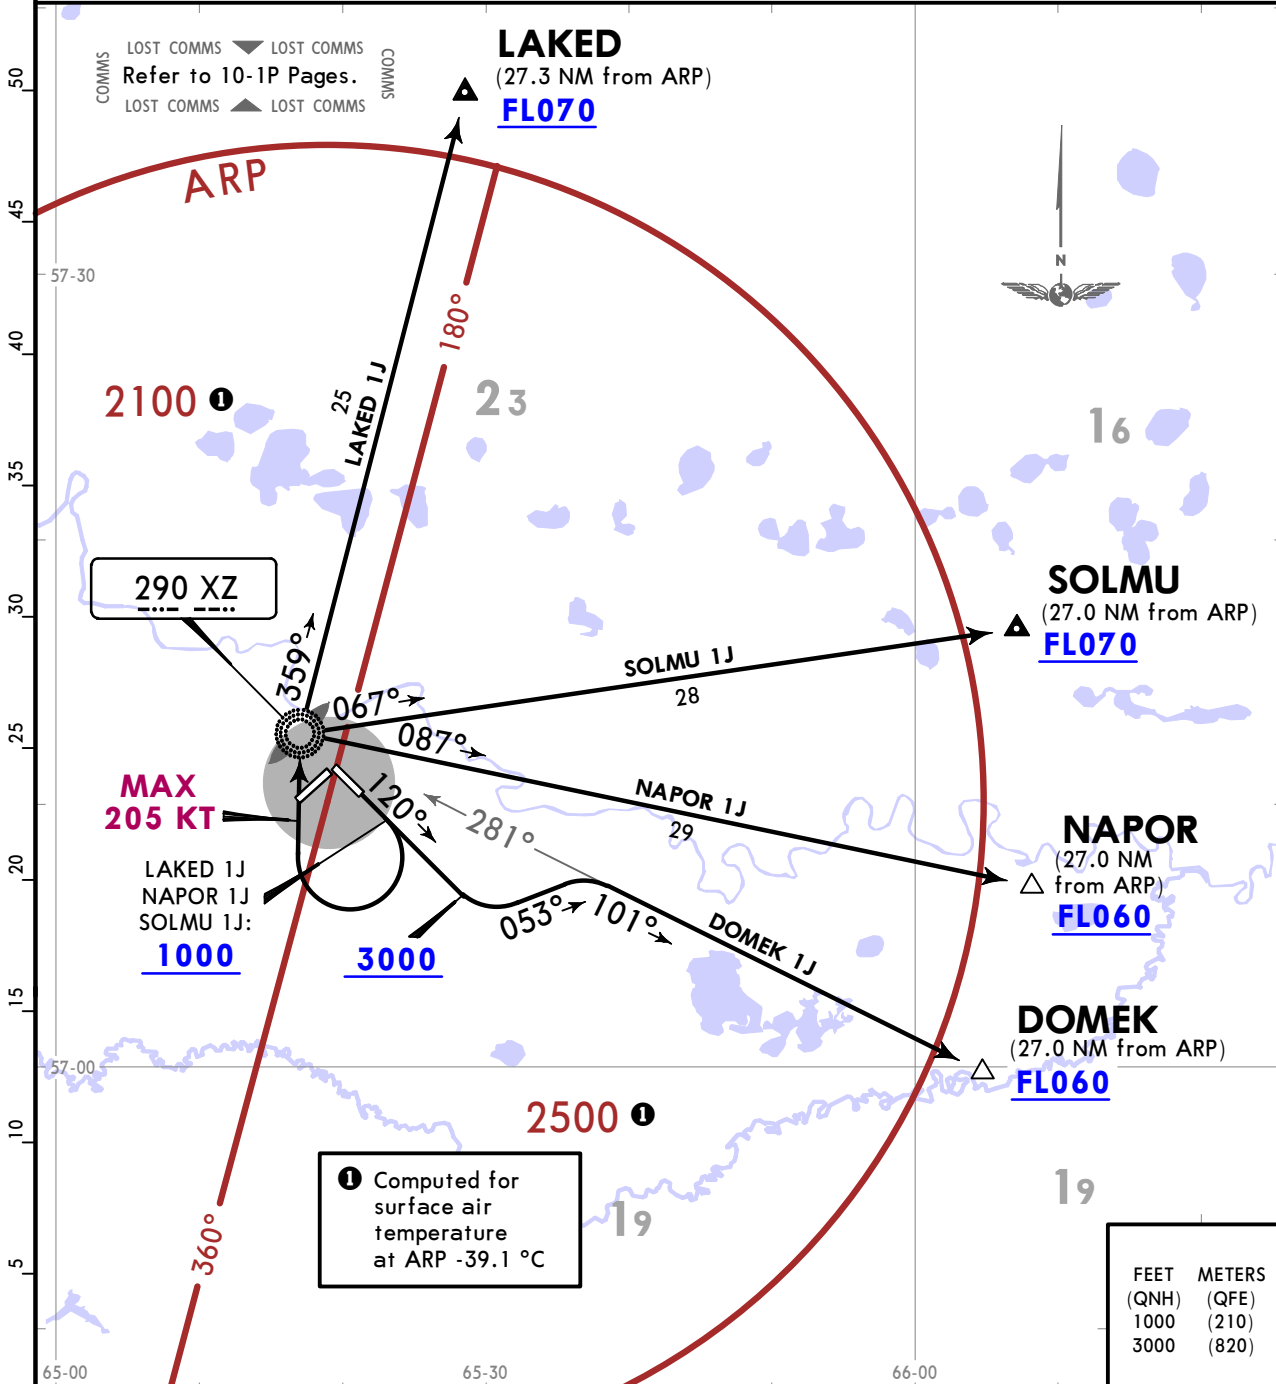 LOST COMMS LOST COMMS
COMMS
Refer to 10-1P Pages.
COMMS
LOST COMMS LOST COMMS
LAKED
(27.3 NM from ARP)
FL070
ARP
N
50
45
40
35
30
25
20
15
10
5
57-30
180°
25
LAKED 1J
2100 1
23
16
290 XZ
359°
SOLMU
(27.0 NM from ARP)
FL070
SOLMU 1J
28
067°
087°
NAPOR 1J
29
MAX
205 KT
120°
281°
NAPOR
(27.0 NM
from ARP)
FL060
LAKED 1J
NAPOR 1J
SOLMU 1J:
1000
3000
053°
101°
DOMEK 1J
DOMEK
(27.0 NM from ARP)
FL060
57-00
2500 1
1 Computed for
surface air
temperature
at ARP -39.1 °C
19
19
360°
FEET METERS
(QNH) (QFE)
1000 (210)
3000 (820)
65-00
65-30
66-00